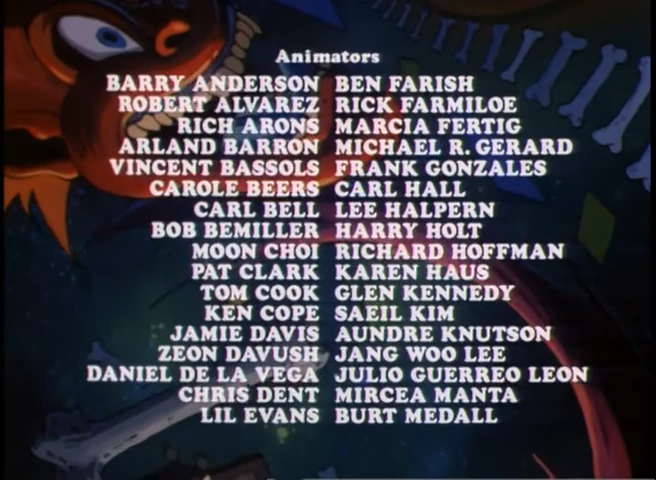 Animators
BARRY ANDERSON BEN FARISH
ROBERT ALVAREZ RICK FARMILOE
RICH ARONS MARCIA FERTIG
ARLAND BARRON MICHAEL R. GERARD
VINCENT BASSOLS FRANK GONZALES
CAROLE BEERS CARL HALL
CARL BELL LEE HALPERN
BOB BEMILLER HARRY HOLT
MOON CHOI RICHARD HOFFMAN
PAT CLARK KAREN HAUS
TOM COOK GLEN KENNEDY
KEN COPE SAEIL KIM
JAMIE DAVIS AUNDRE KNUTSON
ZEON DAVUSH JANG WOO LEE
DANIEL DE LA VEGA JULIO GUERREO LEON
CHRIS DENT MIRCEA MANTA
LIL EVANS BURT MEDALL